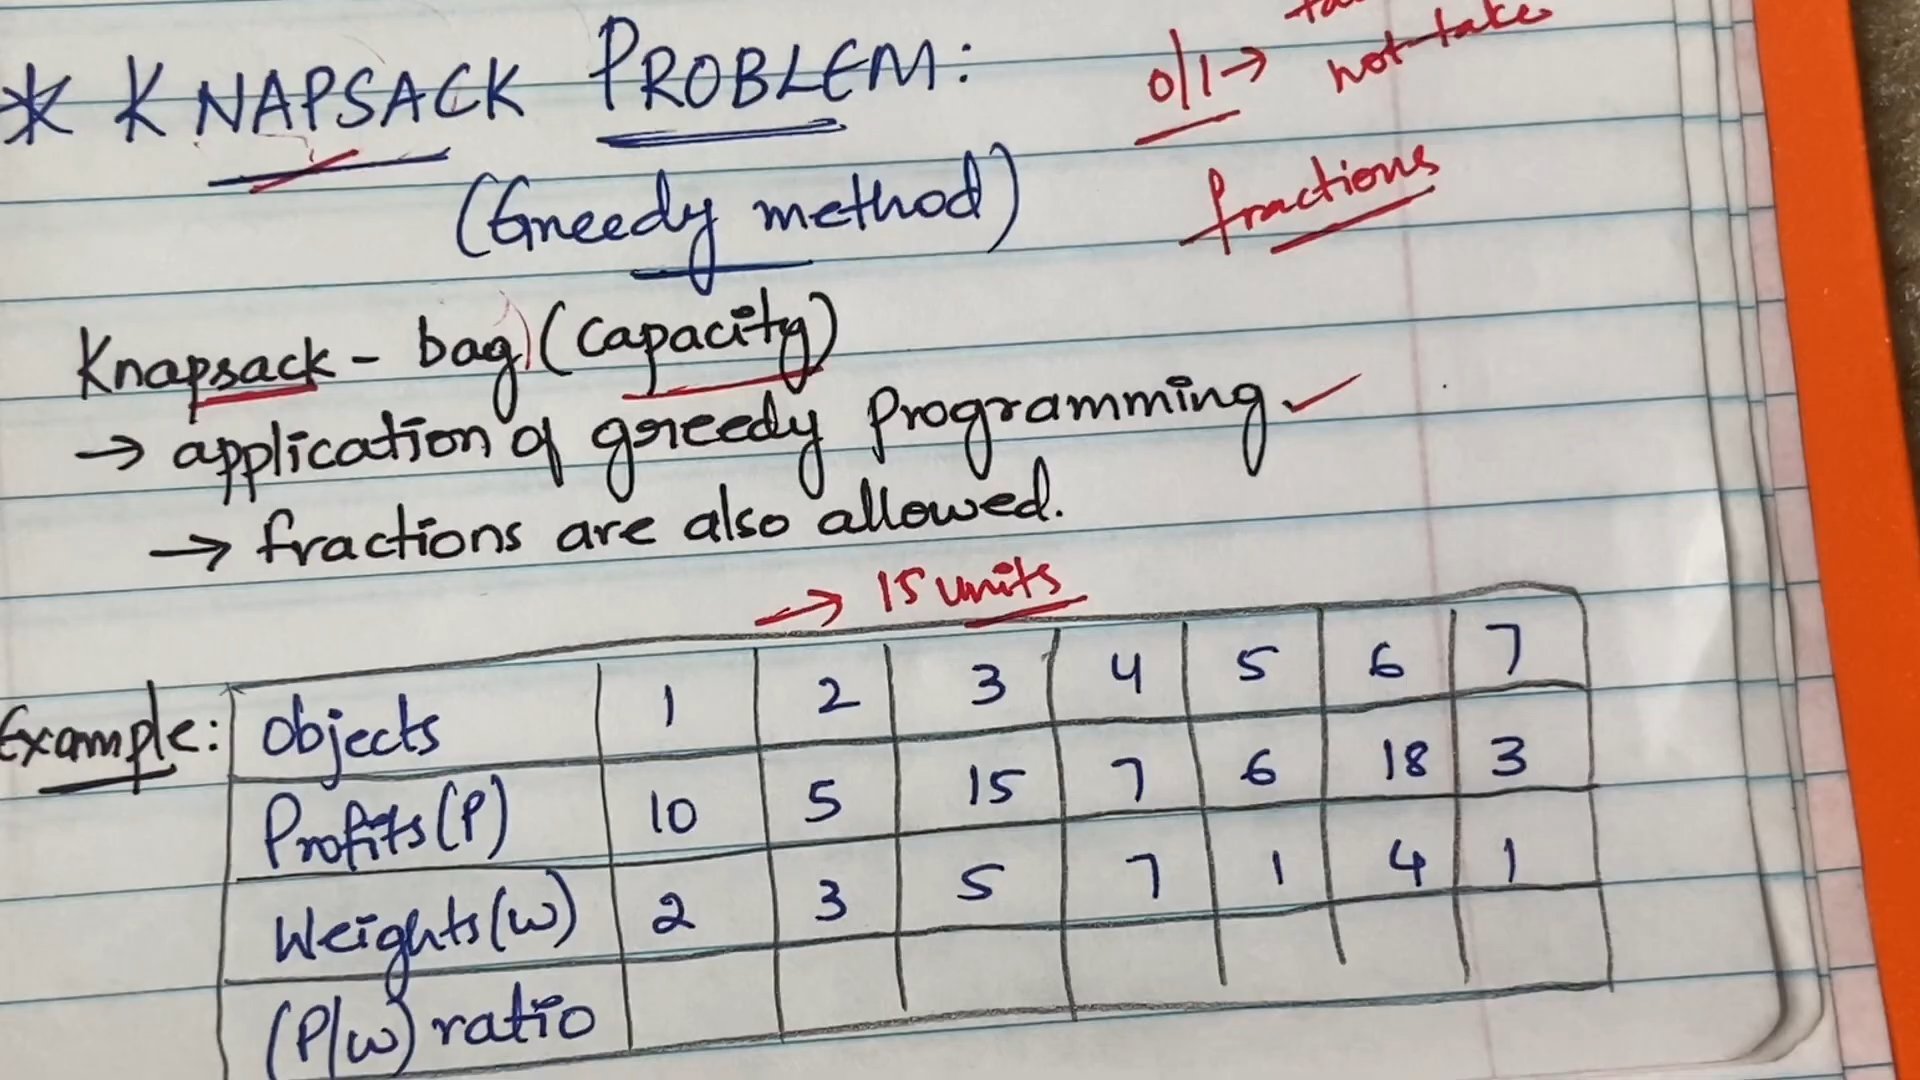 * KNAPSACK PROBLEM:
0/1→
not take
(Greedy method)
fractions
Knapsack - bag (capacity)
→ application of greedy programming.
→ fractions are also allowed.
→ 15 units
Example:
Objects 1 2 3 4 5 6 7
Profits(P) 10 5 15 7 6 18 3
Weights(w) 2 3 5 7 1 4 1
(P/w) ratio